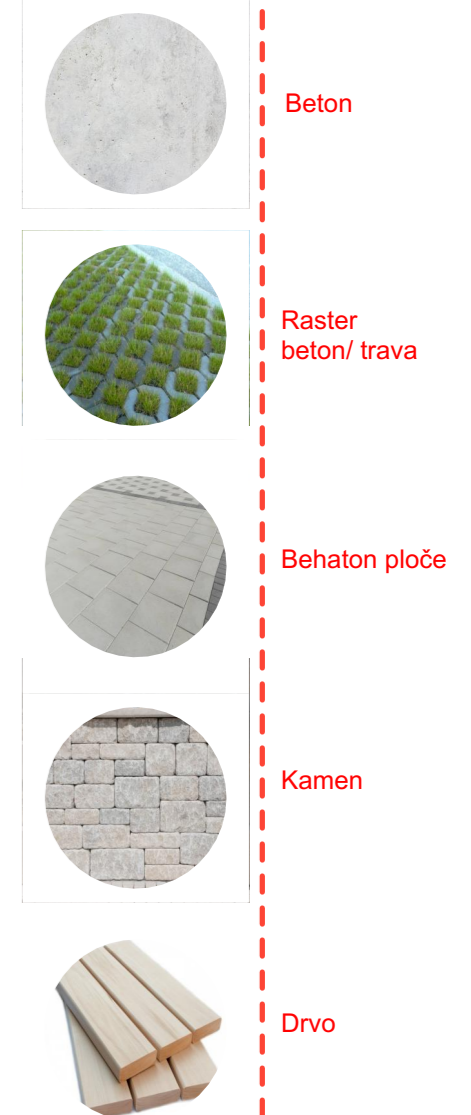 Beton
Raster
beton/ trava
Behaton ploče
Kamen
Drvo